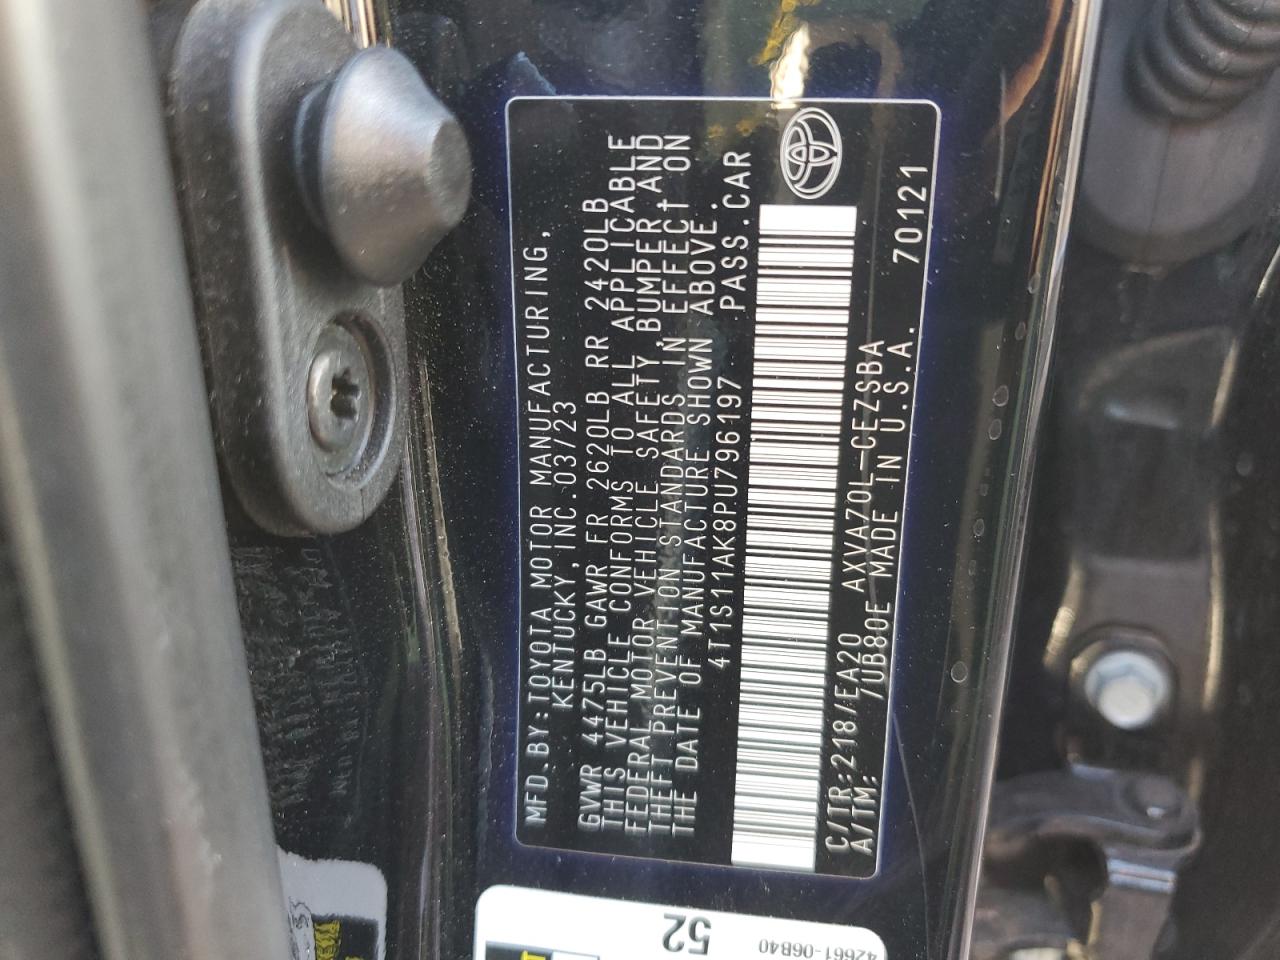 MFD.BY:TOYOTA MOTOR MANUFACTURING,
KENTUCKY,INC.03/23
GVWR 4475LB GAWR FR 2620LB RR 2420LB
THIS VEHICLE CONFORMS TO ALL APPLICABLE
FEDERAL MOTOR VEHICLE SAFETY, BUMPER,AND
THEFT PREVENTION STANDARDS IN EFFECT ON
THE DATE OF MANUFACTURE SHOWN ABOVE.
4T1S11AK8PU796197 PASS.CAR
C/TR:218/EA20 AXVA70L-CEZSBA
A/TM: /UB80E MADE IN U.S.A. 70121
52
42661-06B40